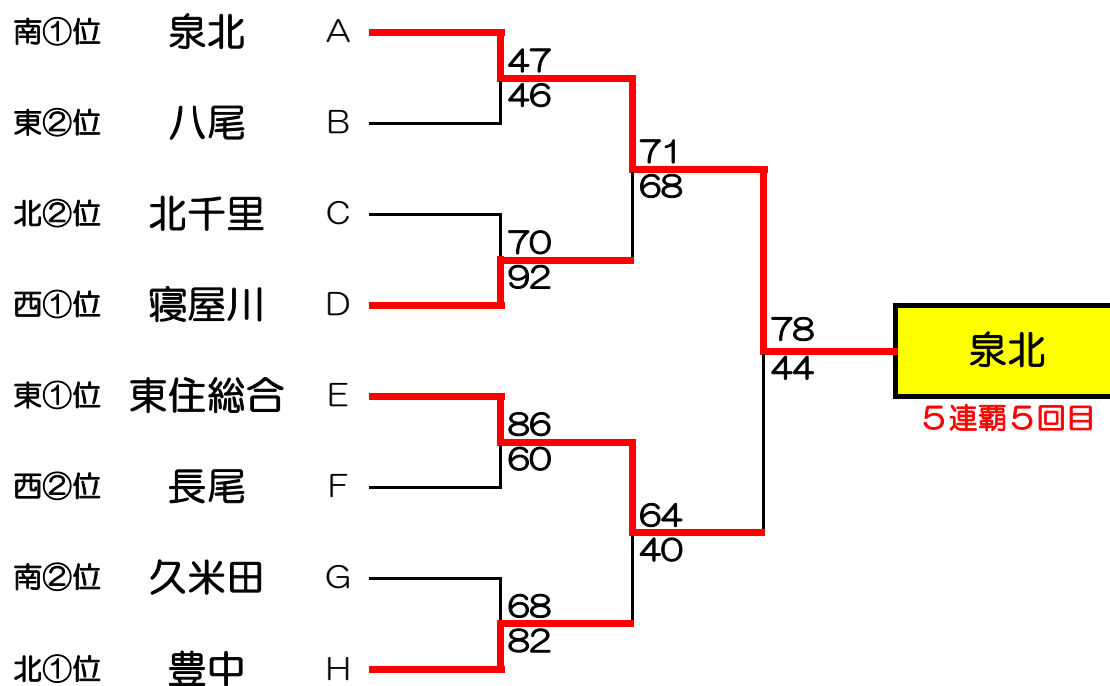 南①位 泉北 A
47
46
東②位 八尾 B
71
68
北②位 北千里 C
70
92
西①位 寝屋川 D
78
44
泉北
5連覇5回目
東①位 東住総合 E
86
60
西②位 長尾 F
64
40
南②位 久米田 G
68
82
北①位 豊中 H